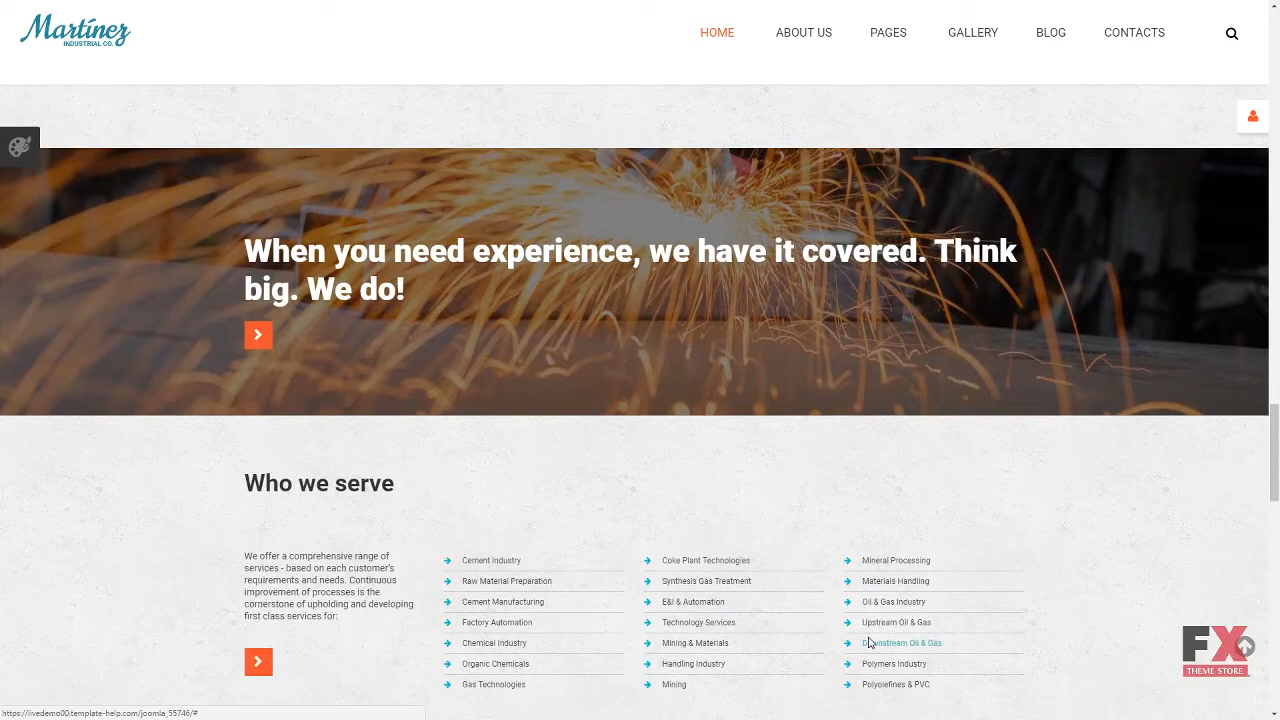 Martínez
INDUSTRIAL CO.
HOME
ABOUT US
PAGES
GALLERY
BLOG
CONTACTS
When you need experience, we have it covered. Think
big. We do!
Who we serve
We offer a comprehensive range of
services - based on each customer's
requirements and needs. Continuous
improvement of processes is the
cornerstone of upholding and developing
first class services for:
Cement Industry
Raw Material Preparation
Cement Manufacturing
Factory Automation
Chemical Industry
Organic Chemicals
Gas Technologies
Coke Plant Technologies
Synthesis Gas Treatment
E&I & Automation
Technology Services
Mining & Materials
Handling Industry
Mining
Mineral Processing
Materials Handling
Oil & Gas Industry
Upstream Oil & Gas
Downstream Oil & Gas
Polymers Industry
Polyolefines & PVC
FX
THEME STORE
https://livedemo00.template-help.com/joomla_55746/#